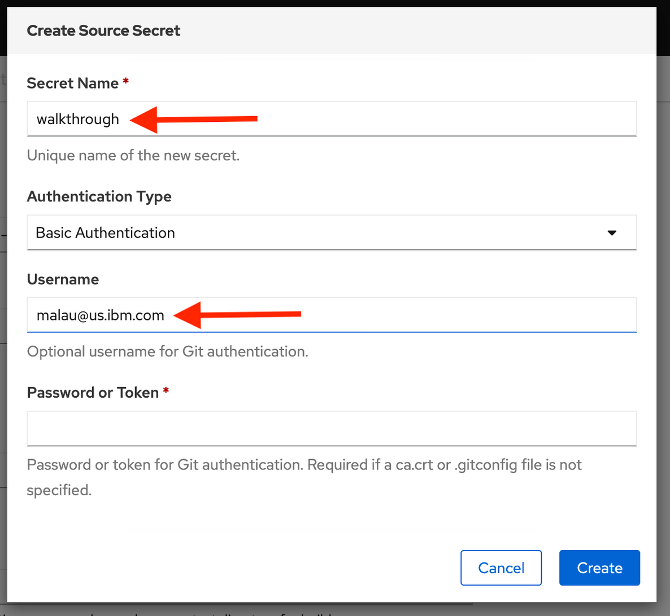 Create Source Secret
Secret Name *
walkthrough
Unique name of the new secret.
Authentication Type
Basic Authentication
Username
malau@us.ibm.com
Optional username for Git authentication.
Password or Token *
Password or token for Git authentication. Required if a ca.crt or .gitconfig file is not
specified.
Cancel Create